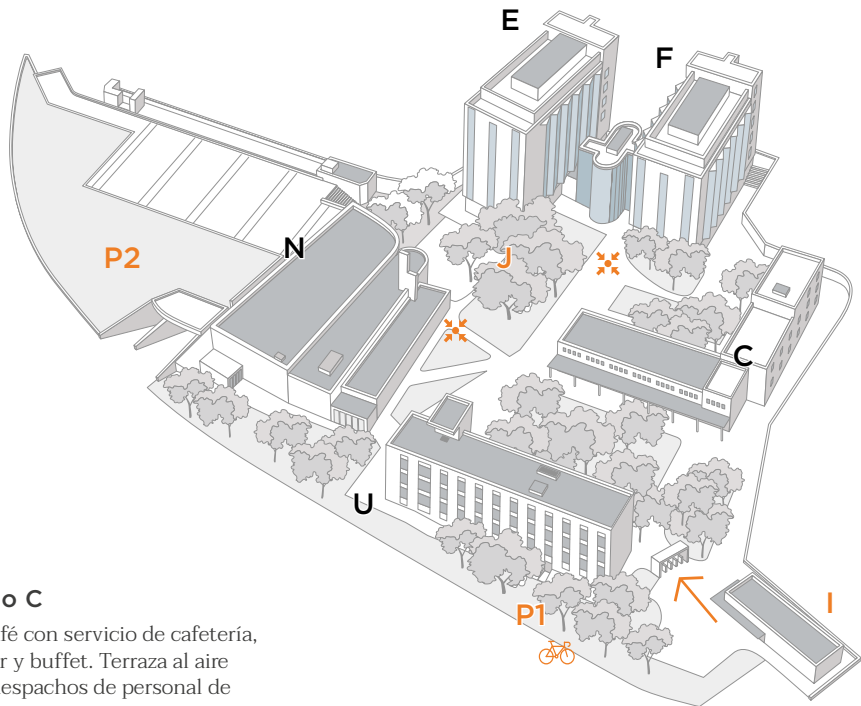 E
F
P2
N
J
C
U
P1
I
o C
fé con servicio de cafetería,
r y buffet. Terraza al aire
espachos de personal de